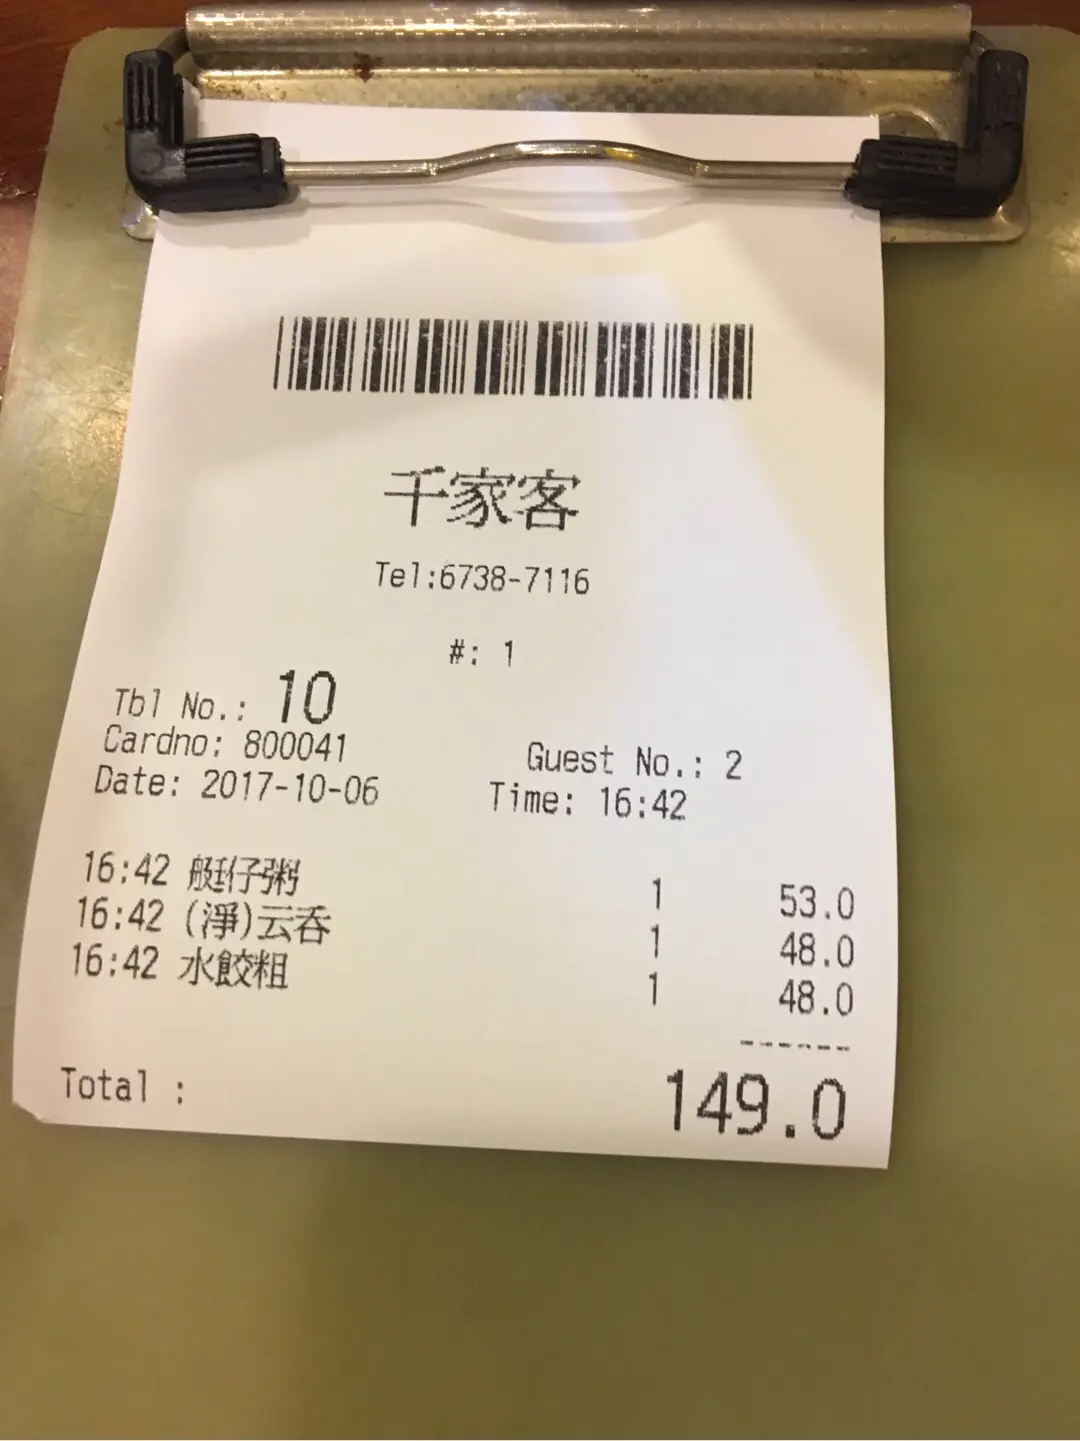 千家客
Tel:6738-7116
#: 1
Tbl No.: 10
Cardno: 800041 Guest No.: 2
Date: 2017-10-06 Time: 16:42
16:42 艇仔粥 1 53.0
16:42 (淨)云吞 1 48.0
16:42 水餃粗 1 48.0
------
Total : 149.0